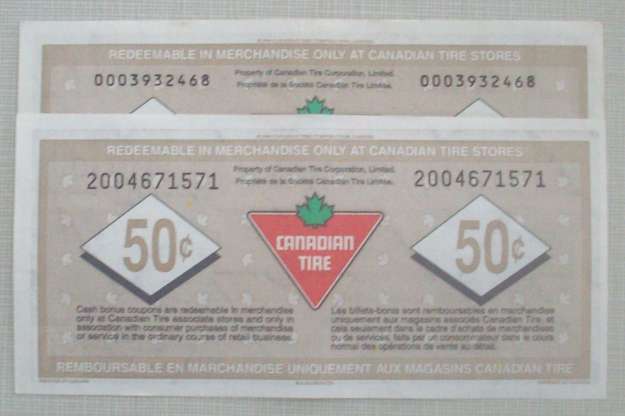 REDEEMABLE IN MERCHANDISE ONLY AT CANADIAN TIRE STORES
0003932468 Property of Canadian Tire Corporation, Limited. 0003932468
Propriété de la Société Canadian Tire Limitée.
REDEEMABLE IN MERCHANDISE ONLY AT CANADIAN TIRE STORES
2004671571 Property of Canadian Tire Corporation, Limited. 2004671571
Propriété de la Société Canadian Tire Limitée.
50¢ CANADIAN TIRE 50¢
Cash bonus coupons are redeemable in merchandise
only at Canadian Tire associate stores and only in
association with consumer purchases of merchandise
or service in the ordinary course of retail business.
Les billets-bonis sont remboursables en marchandise
uniquement aux magasins associés Canadian Tire et
cela seulement dans le cadre d'achats de marchandises
ou de services, faits par un consommateur dans le cours
normal des opérations de vente au détail.
REMBOURSABLE EN MARCHANDISE UNIQUEMENT AUX MAGASINS CANADIAN TIRE